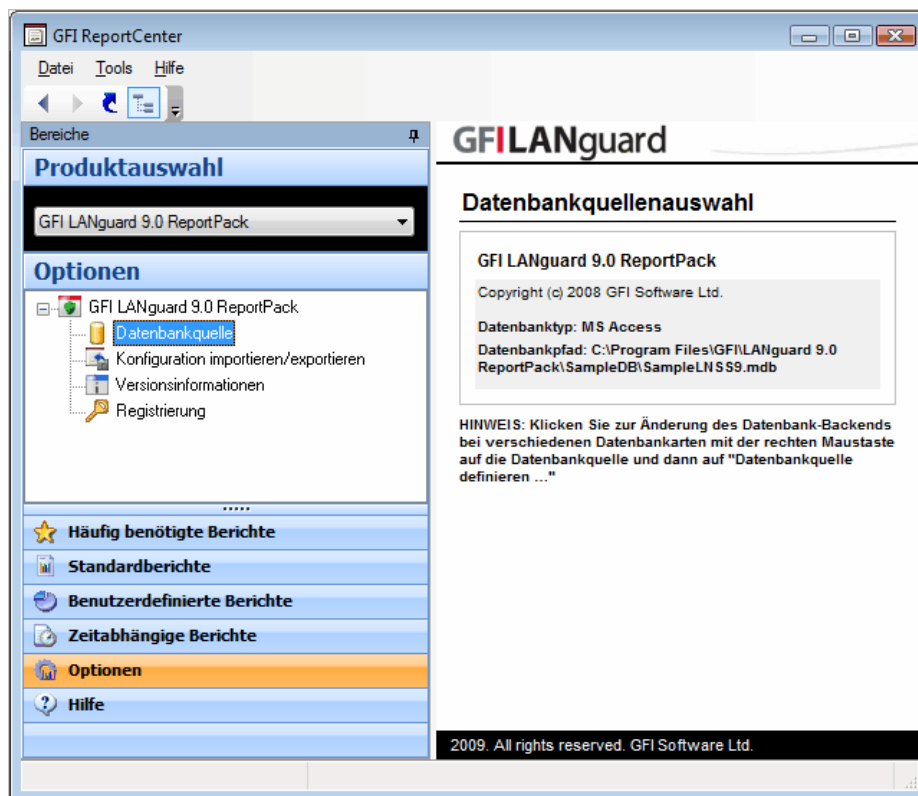 GFI ReportCenter
Datei Tools Hilfe
Bereiche
Produktauswahl
GFI LANguard 9.0 ReportPack
Optionen
GFI LANguard 9.0 ReportPack
Datenbankquelle
Konfiguration importieren/exportieren
Versionsinformationen
Registrierung
Häufig benötigte Berichte
Standardberichte
Benutzerdefinierte Berichte
Zeitabhängige Berichte
Optionen
Hilfe
GFI LANguard
Datenbankquellenauswahl
GFI LANguard 9.0 ReportPack
Copyright (c) 2008 GFI Software Ltd.
Datenbanktyp: MS Access
Datenbankpfad: C:\Program Files\GFI\LANguard 9.0
ReportPack\SampleDB\SampleLNSS9.mdb
HINWEIS: Klicken Sie zur Änderung des Datenbank-Backends
bei verschiedenen Datenbankarten mit der rechten Maustaste
auf die Datenbankquelle und dann auf "Datenbankquelle
definieren ..."
2009. All rights reserved. GFI Software Ltd.